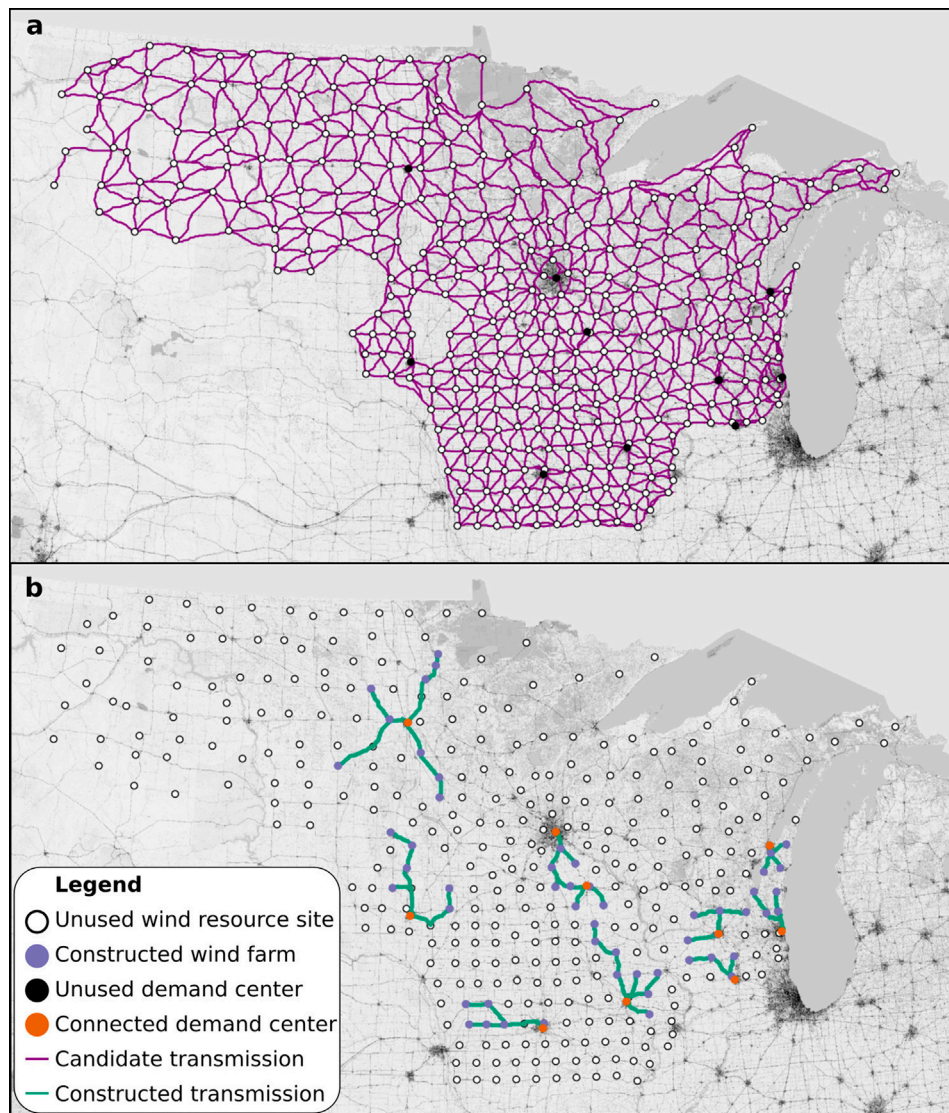 a
b
Legend
Unused wind resource site
Constructed wind farm
Unused demand center
Connected demand center
Candidate transmission
Constructed transmission